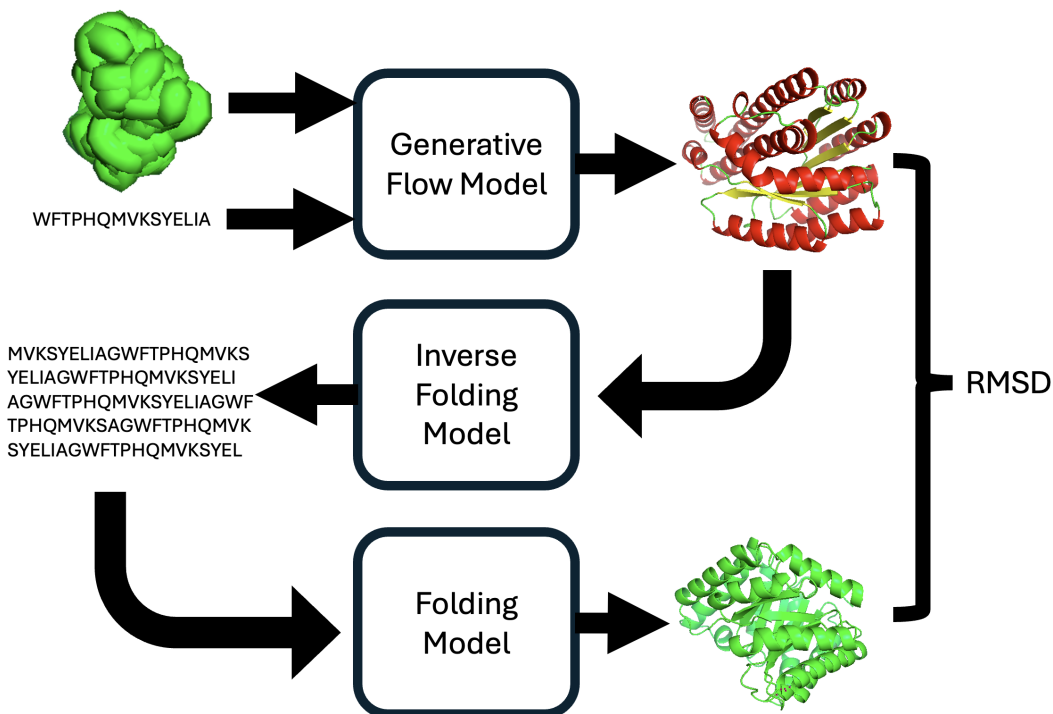 Generative
Flow Model
WFTPHQMVKSYELIA
MVKSYELIAGWFTPHQMVKS
YELIAGWFTPHQMVKSYELI
AGWFTPHQMVKSYELIAGWF
TPHQMVKSAGWFTPHQMVK
SYELIAGWFTPHQMVKSYEL
Inverse
Folding
Model
RMSD
Folding
Model